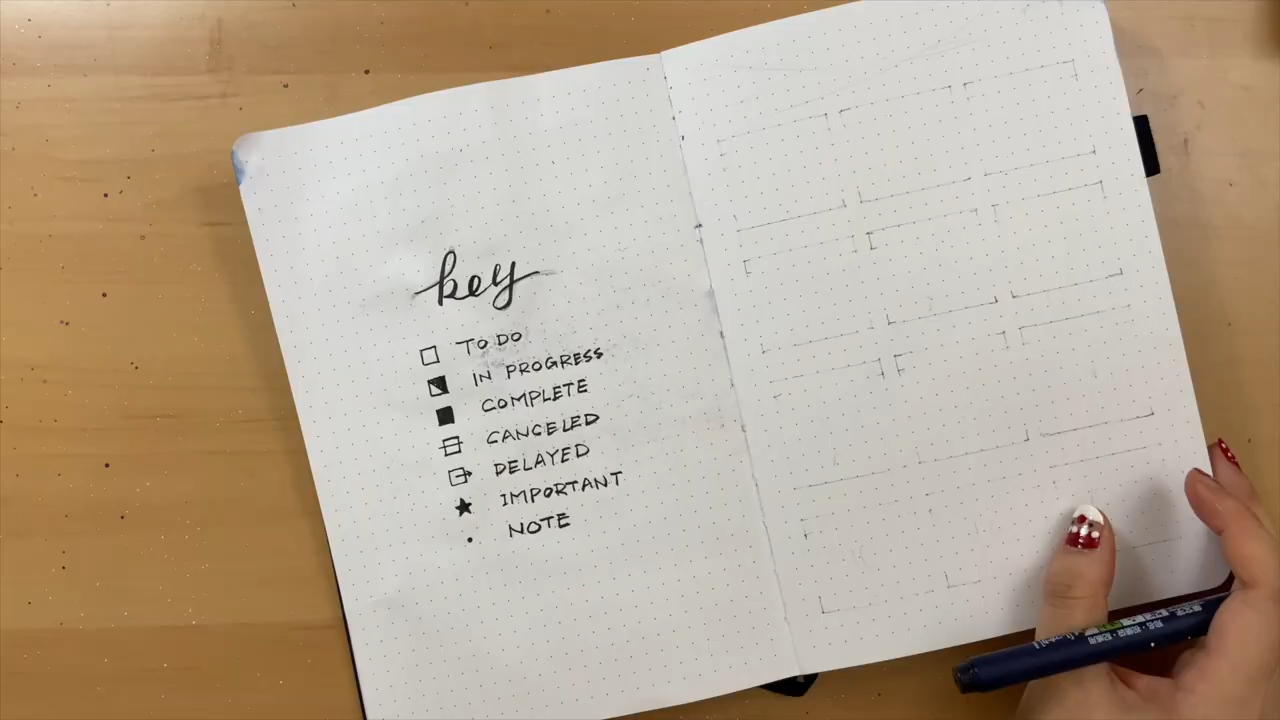 key
TO DO
IN PROGRESS
COMPLETE
CANCELED
DELAYED
IMPORTANT
NOTE